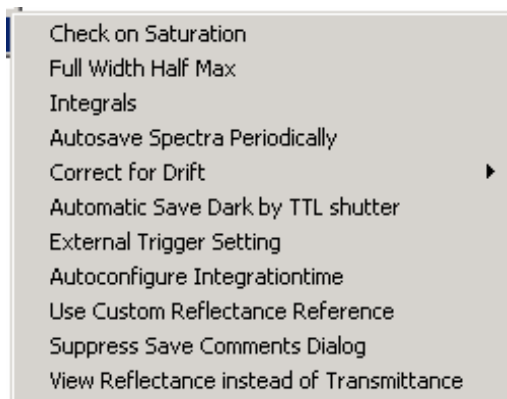 Check on Saturation
Full Width Half Max
Integrals
Autosave Spectra Periodically
Correct for Drift
Automatic Save Dark by TTL shutter
External Trigger Setting
Autoconfigure Integrationtime
Use Custom Reflectance Reference
Suppress Save Comments Dialog
View Reflectance instead of Transmittance